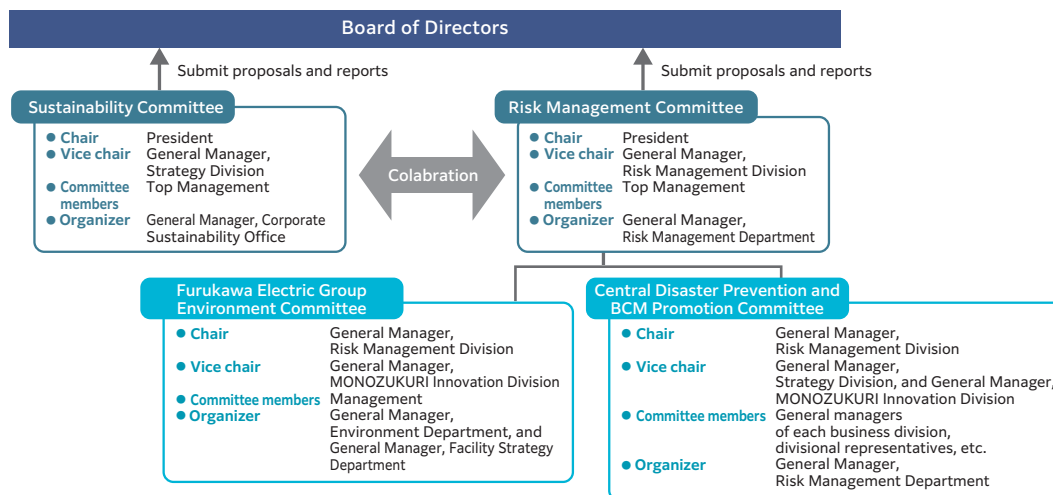 Board of Directors
Submit proposals and reports
Submit proposals and reports
Sustainability Committee
● Chair President
● Vice chair General Manager,
Strategy Division
● Committee Top Management
members
● Organizer General Manager, Corporate
Sustainability Office
Colabration
Risk Management Committee
● Chair President
● Vice chair General Manager,
Risk Management Division
● Committee Top Management
members
● Organizer General Manager,
Risk Management Department
Furukawa Electric Group
Environment Committee
● Chair General Manager,
Risk Management Division
● Vice chair General Manager,
MONOZUKURI Innovation Division
● Committee members Management
● Organizer General Manager,
Environment Department, and
General Manager, Facility Strategy
Department
Central Disaster Prevention and
BCM Promotion Committee
● Chair General Manager,
Risk Management Division
● Vice chair General Manager,
Strategy Division, and General Manager,
MONOZUKURI Innovation Division
● Committee members General managers
of each business division,
divisional representatives, etc.
● Organizer General Manager,
Risk Management Department